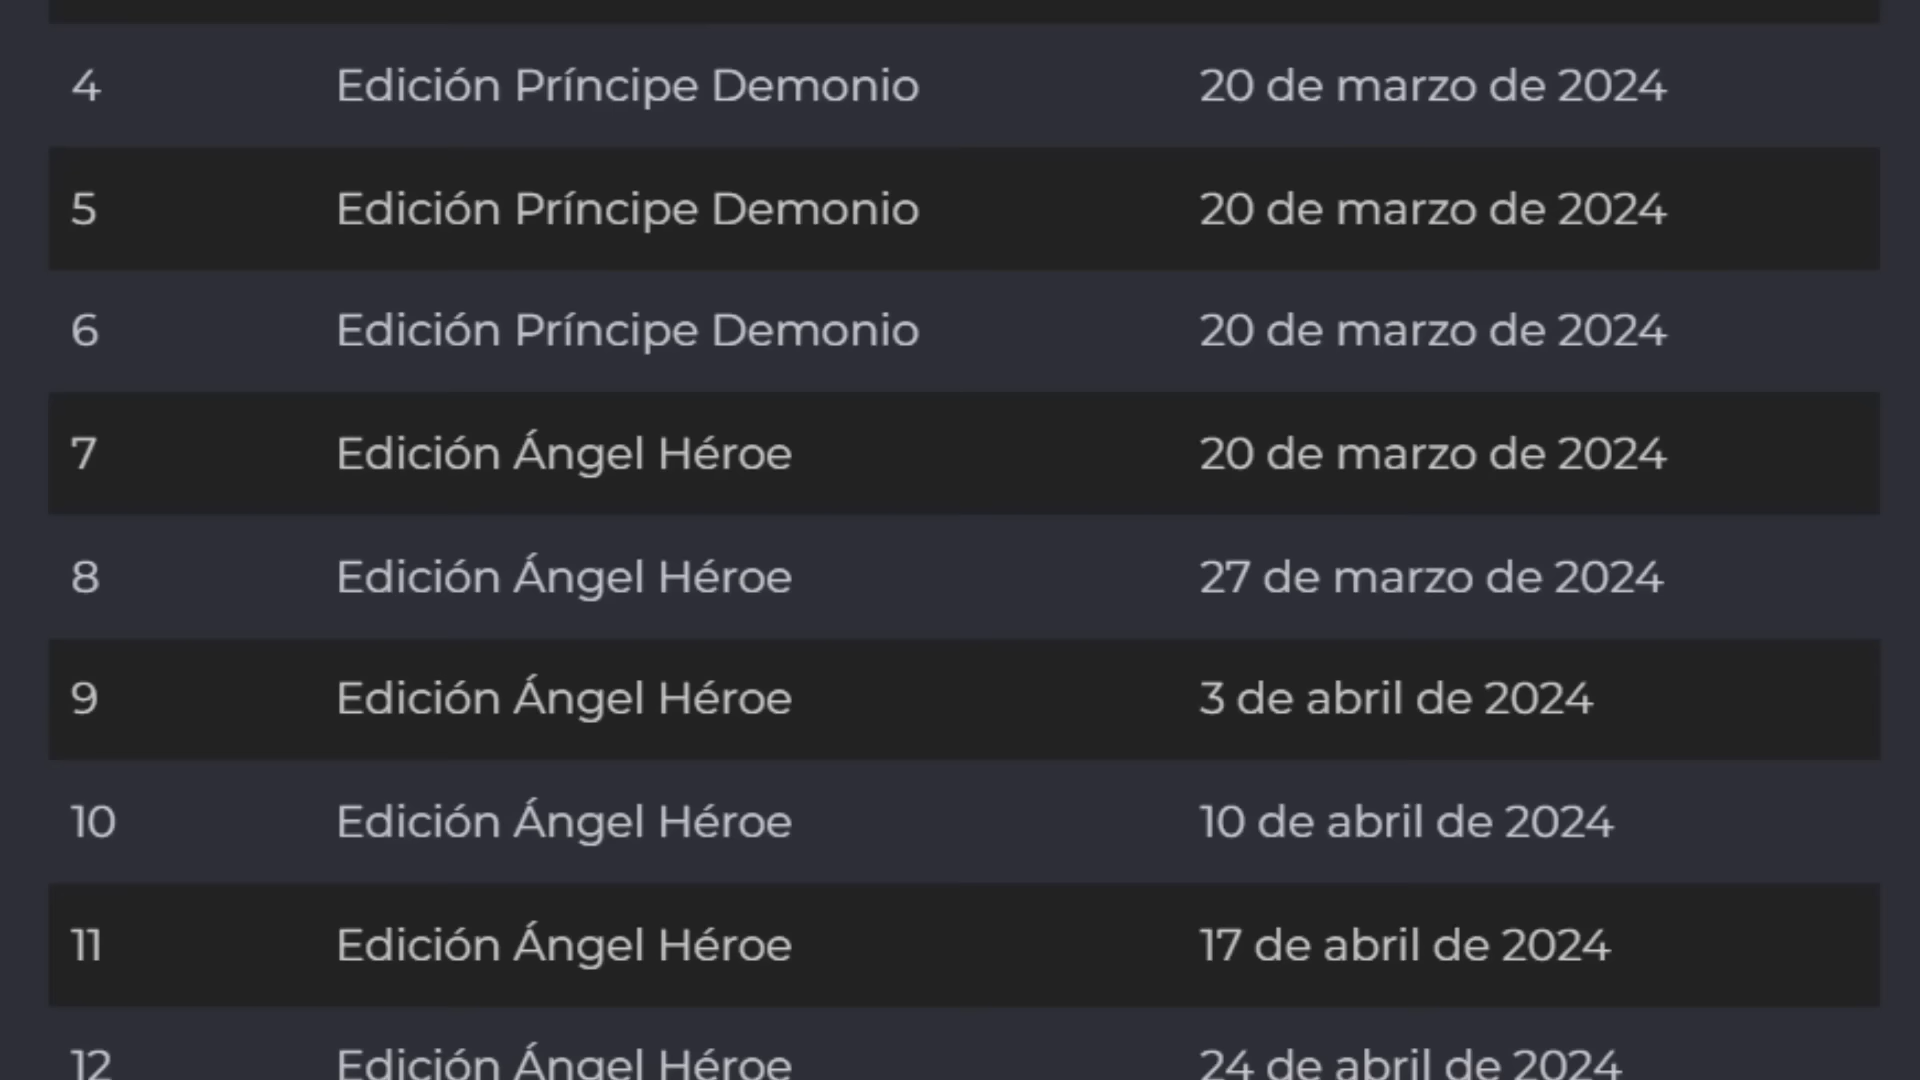 4 Edición Príncipe Demonio 20 de marzo de 2024
5 Edición Príncipe Demonio 20 de marzo de 2024
6 Edición Príncipe Demonio 20 de marzo de 2024
7 Edición Ángel Héroe 20 de marzo de 2024
8 Edición Ángel Héroe 27 de marzo de 2024
9 Edición Ángel Héroe 3 de abril de 2024
10 Edición Ángel Héroe 10 de abril de 2024
11 Edición Ángel Héroe 17 de abril de 2024
12 Edición Ángel Héroe 24 de abril de 2024